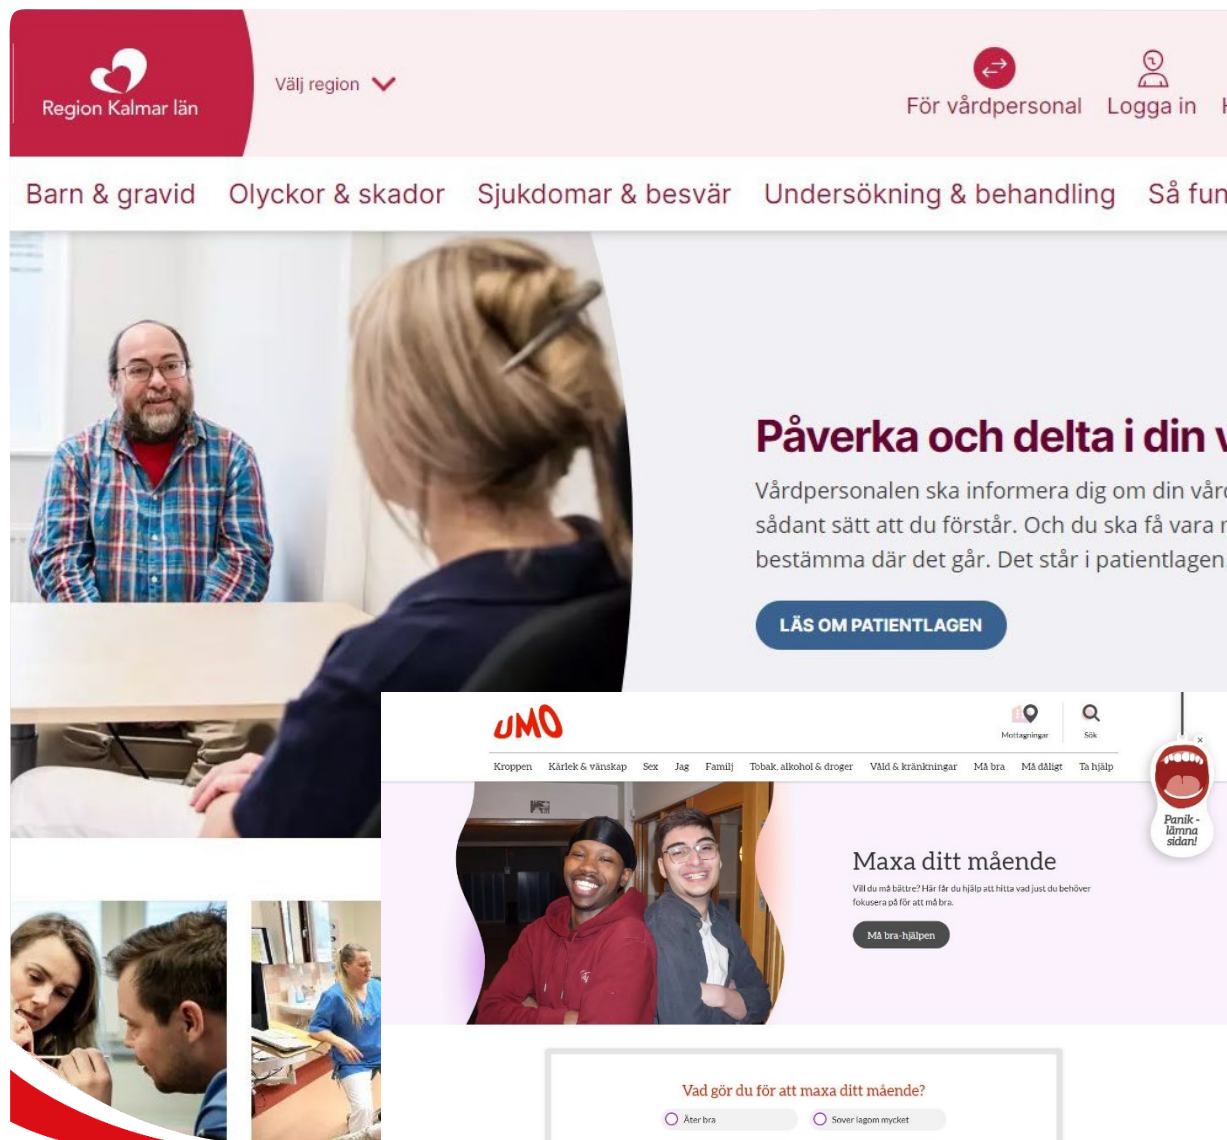 Region Kalmar län
Välj region
För vårdpersonal
Logga in
Barn & gravid
Olyckor & skador
Sjukdomar & besvär
Undersökning & behandling
Så fun
Påverka och delta i din v
Vårdpersonalen ska informera dig om din vård
sådant sätt att du förstår. Och du ska få vara
bestämma där det går. Det står i patientlagen.
LÄS OM PATIENTLAGEN
UMO
Mottagningar
Sök
Kroppen
Kärlek & vänskap
Sex
Jag
Familj
Tobak, alkohol & droger
Våld & kränkningar
Må bra
Må dåligt
Ta hjälp
Panik -
lämna
sidan!
Maxa ditt mående
Vill du må bättre? Här får du hjälp att hitta vad just du behöver
fokusera på för att må bra.
Må bra-hjälpen
Vad gör du för att maxa ditt mående?
Äter bra
Sover lagom mycket